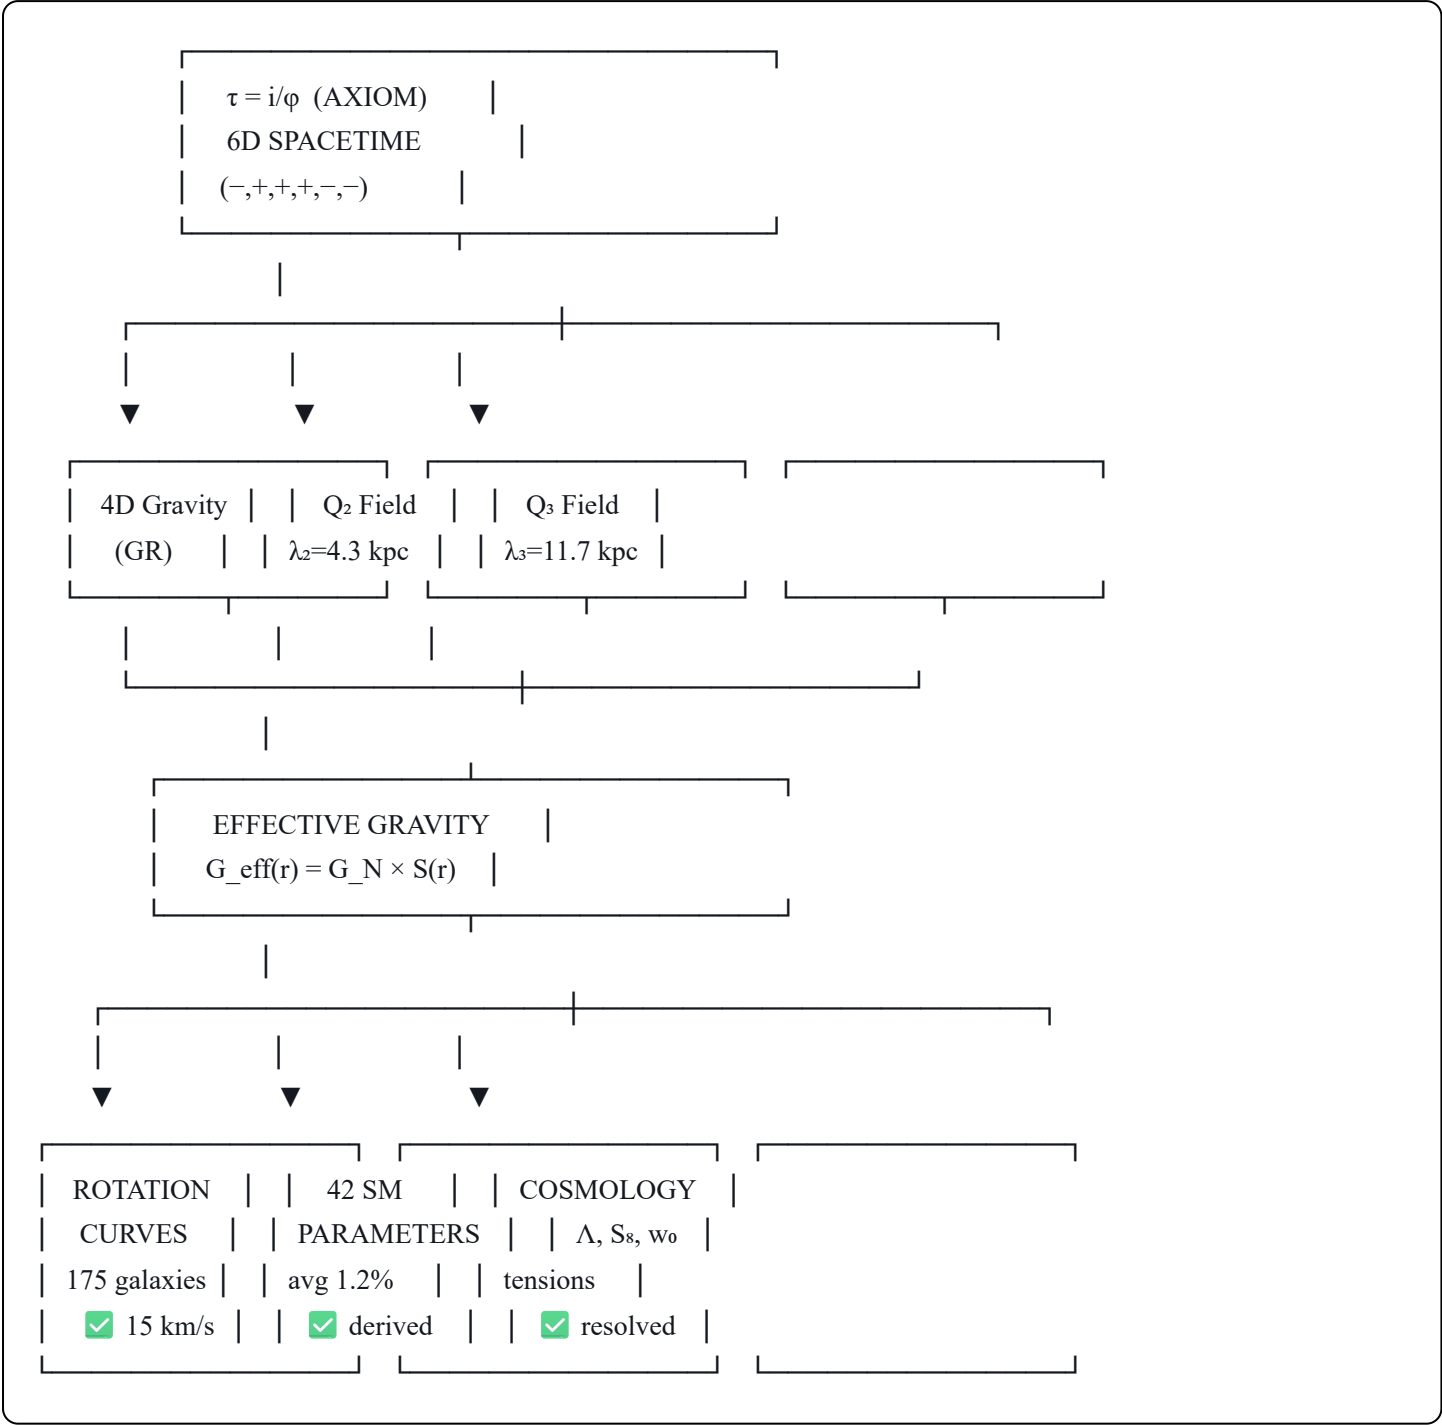 τ = i/φ (AXIOM)
6D SPACETIME
(−,+,+,+,−,−)
4D Gravity Q₂ Field Q₃ Field
(GR) λ₂=4.3 kpc λ₃=11.7 kpc
EFFECTIVE GRAVITY
G_eff(r) = G_N × S(r)
ROTATION 42 SM COSMOLOGY
CURVES PARAMETERS Λ, S₈, w₀
175 galaxies avg 1.2% tensions
✅ 15 km/s ✅ derived ✅ resolved